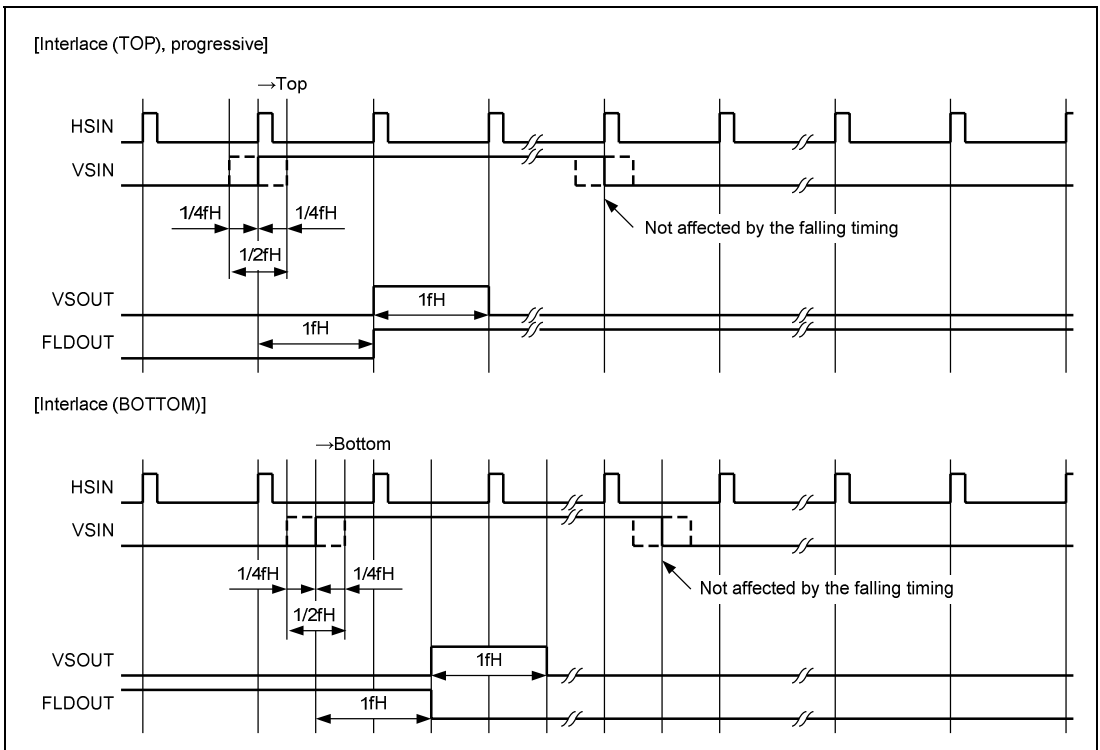 [Interlace (TOP), progressive]
→Top
HSIN
VSIN
1/4fH 1/4fH
Not affected by the falling timing
1/2fH
VSOUT 1fH
1fH
FLDOUT
[Interlace (BOTTOM)]
→Bottom
HSIN
VSIN
1/4fH 1/4fH
Not affected by the falling timing
1/2fH
VSOUT 1fH
FLDOUT 1fH